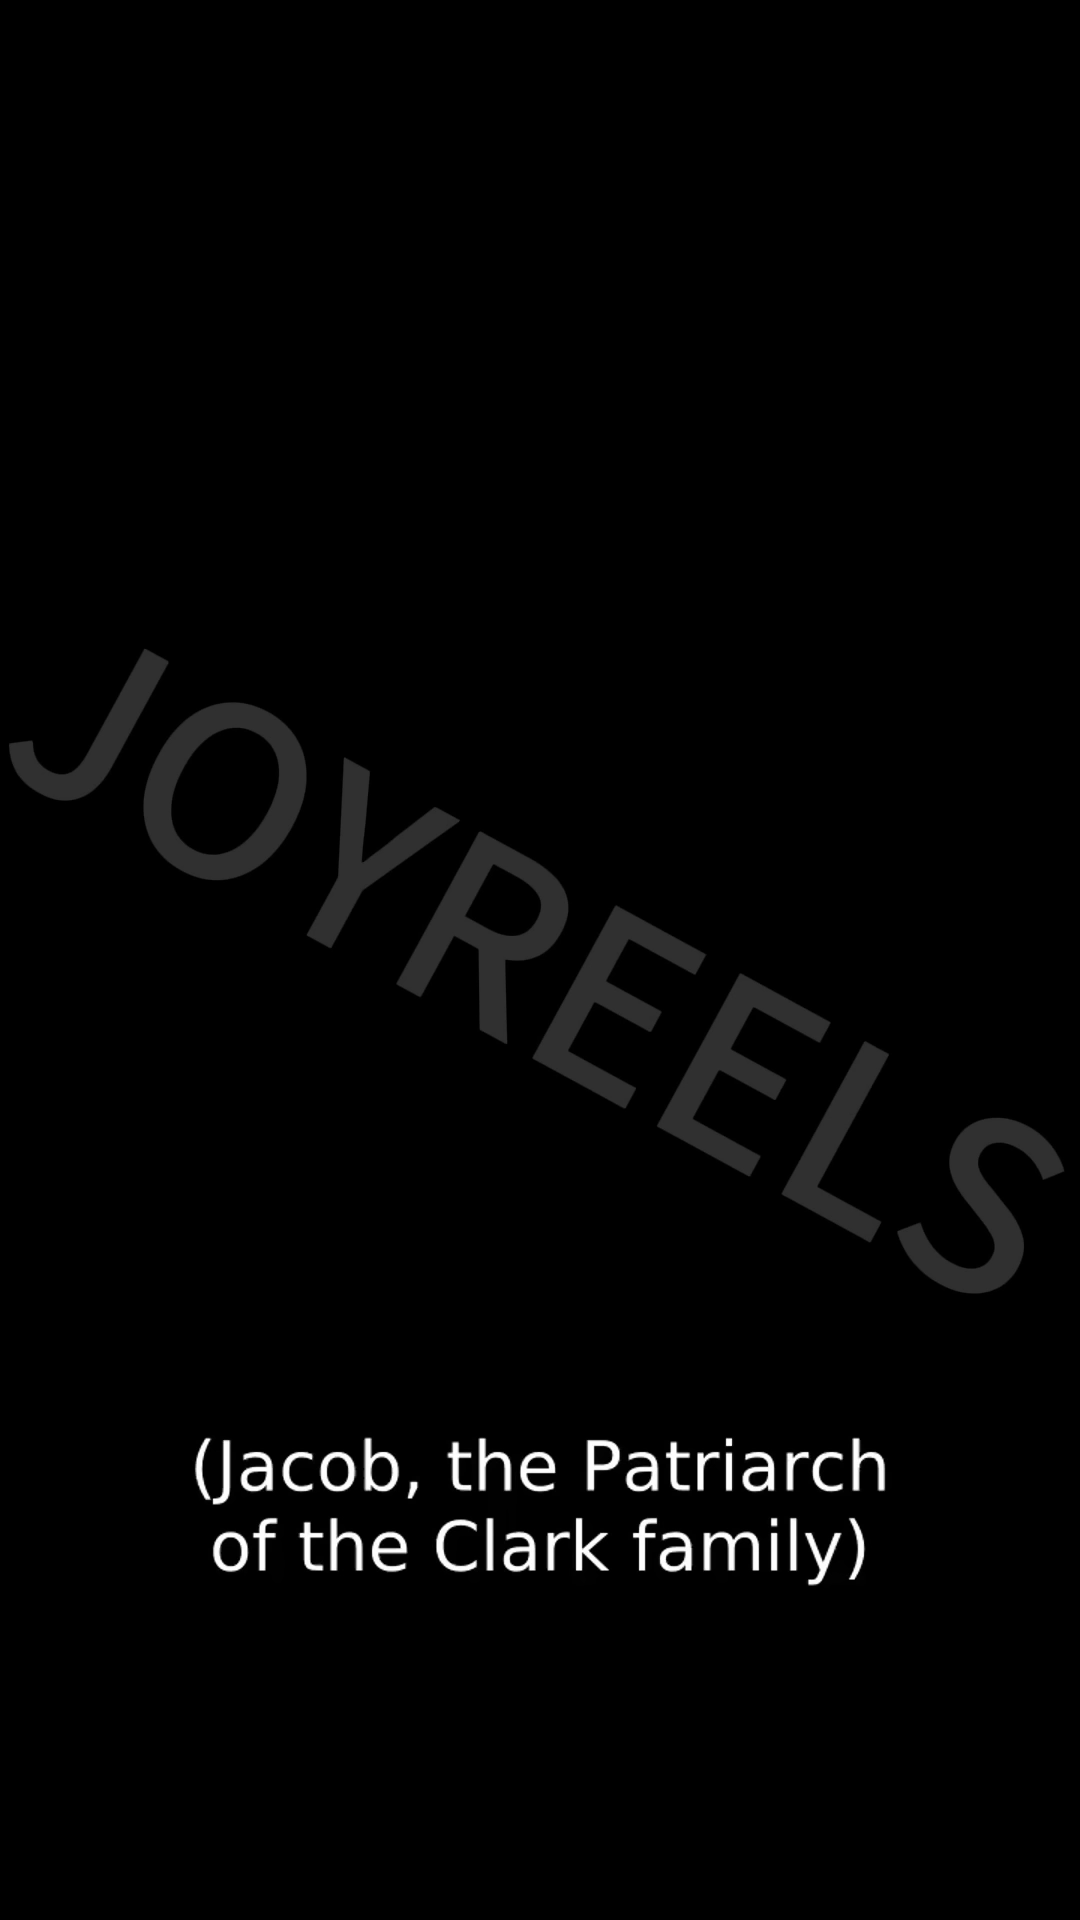 JOYREELS
(Jacob, the Patriarch
of the Clark family)